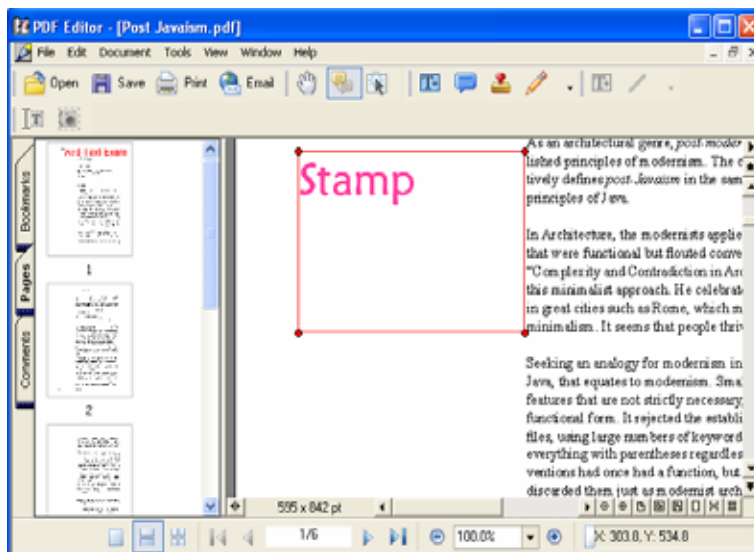 PDF Editor - [Post Javaism.pdf]
File Edit Document Tools View Window Help
Open Save Print Email
Bookmarks
Pages
Comments
1
2
Stamp
As an architectural genre, post-moder
lished principles of modernism. The c
tively defines post-Javaism in the sam
principles of Java.
In Architecture, the modernists applie
that were functional but flouted conve
"Complexity and Contradiction in Arc
this minimalist approach. He celebrat
in great cities such as Rome, which m
minimalism. It seems that people thriv
Seeking an analogy for modernism in
Java, that equates to modernism. Smal
features that are not strictly necessary,
functional form. It rejected the establi
files, using large numbers of keyword
everything with parentheses regardles
ventions had once had a function, but
discarded them just as modernist arch
595 x 842 pt
1/6
100.0%
X: 303.8, Y: 534.8